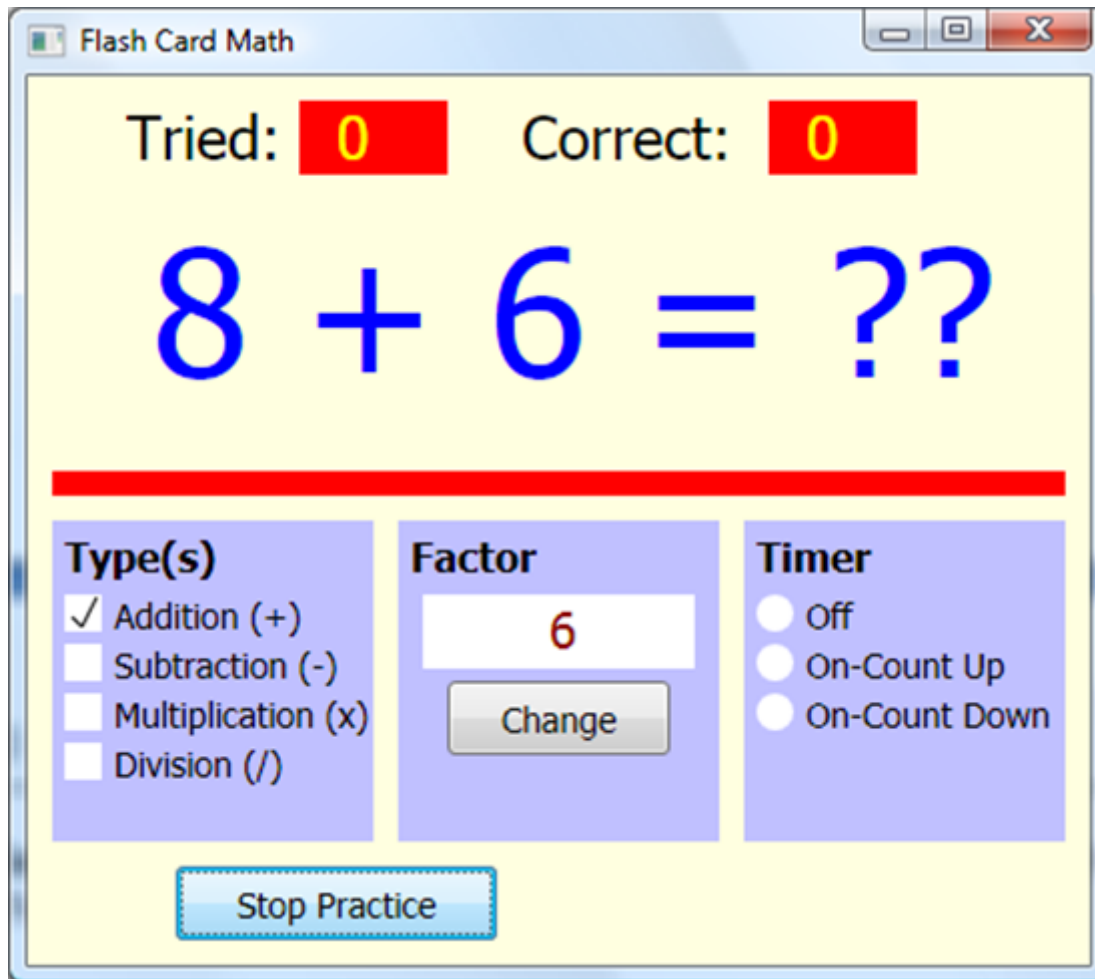 Flash Card Math
Tried: 0 Correct: 0
8 + 6 = ??
Type(s)
Addition (+)
Subtraction (-)
Multiplication (x)
Division (/)
Factor
6
Change
Timer
Off
On-Count Up
On-Count Down
Stop Practice